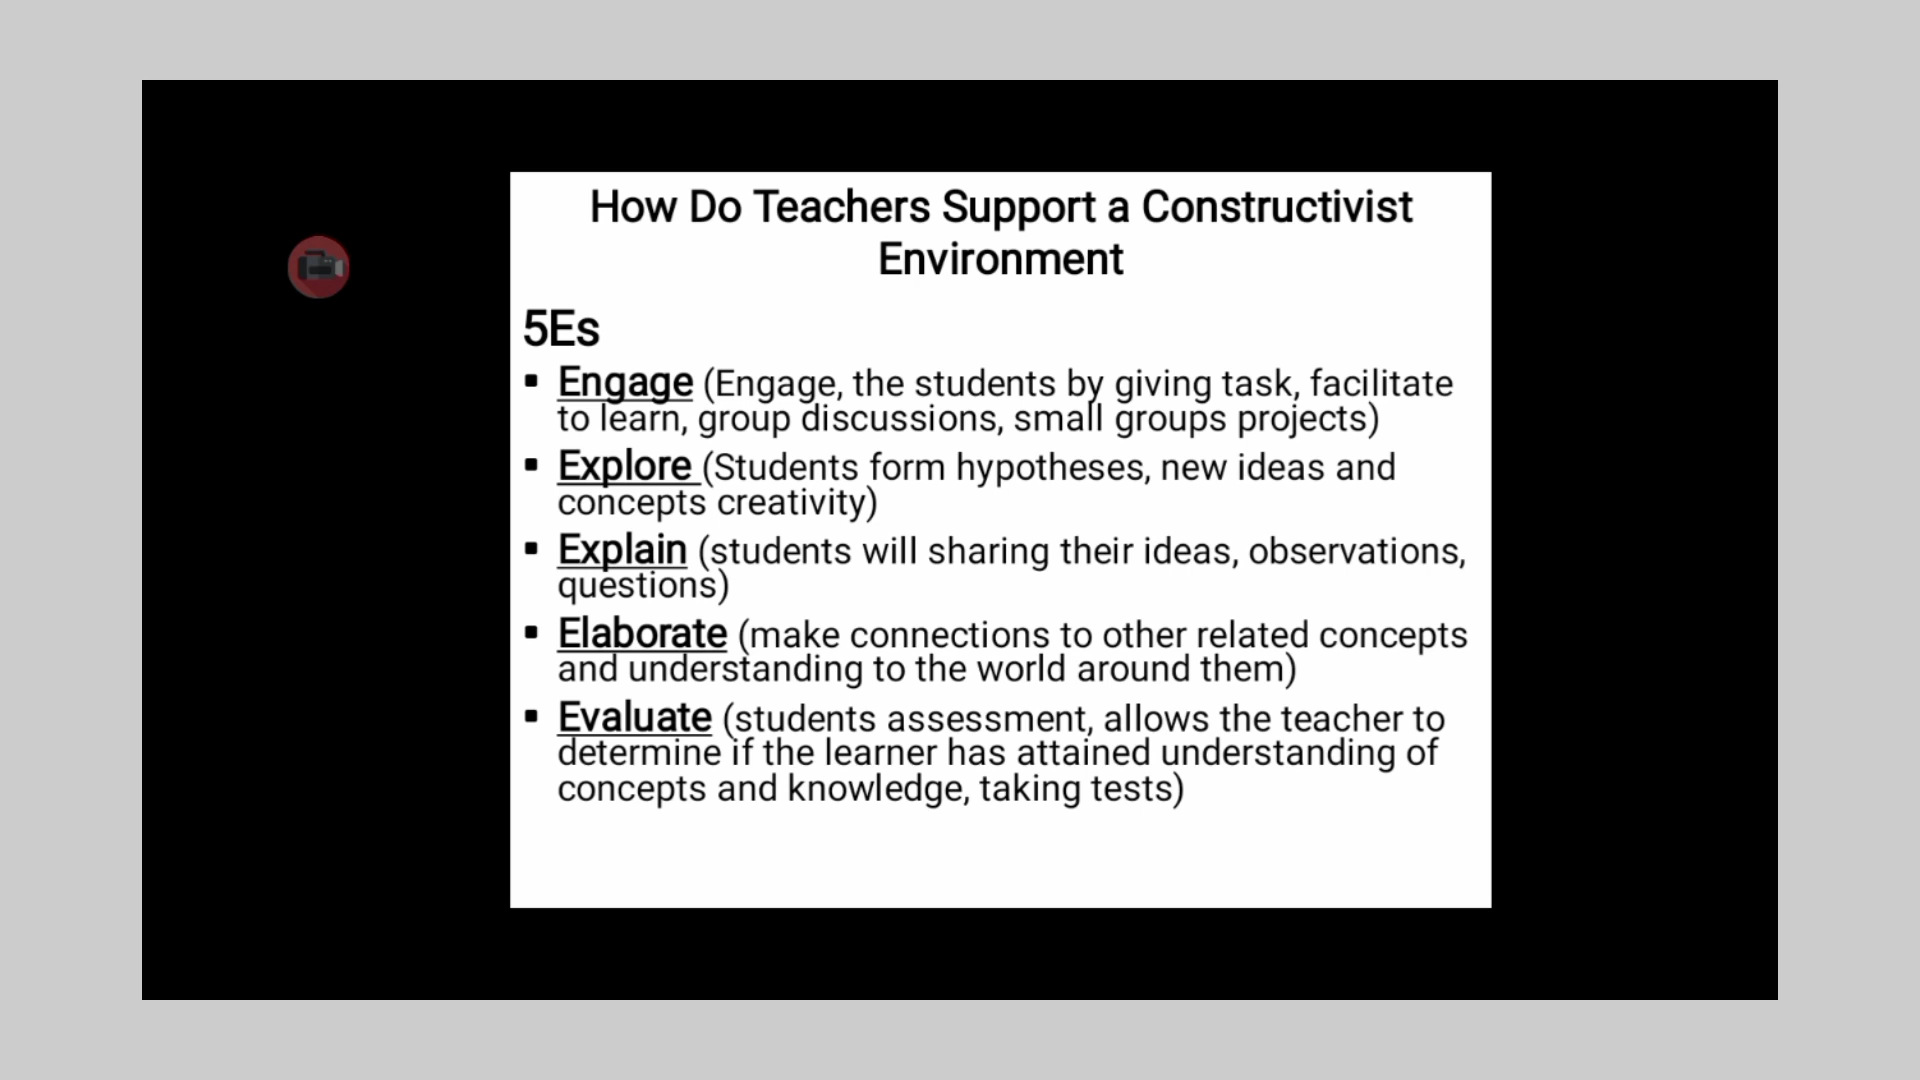 How Do Teachers Support a Constructivist
Environment
5Es
▪ Engage (Engage, the students by giving task, facilitate
to learn, group discussions, small groups projects)
▪ Explore (Students form hypotheses, new ideas and
concepts creativity)
▪ Explain (students will sharing their ideas, observations,
questions)
▪ Elaborate (make connections to other related concepts
and understanding to the world around them)
▪ Evaluate (students assessment, allows the teacher to
determine if the learner has attained understanding of
concepts and knowledge, taking tests)